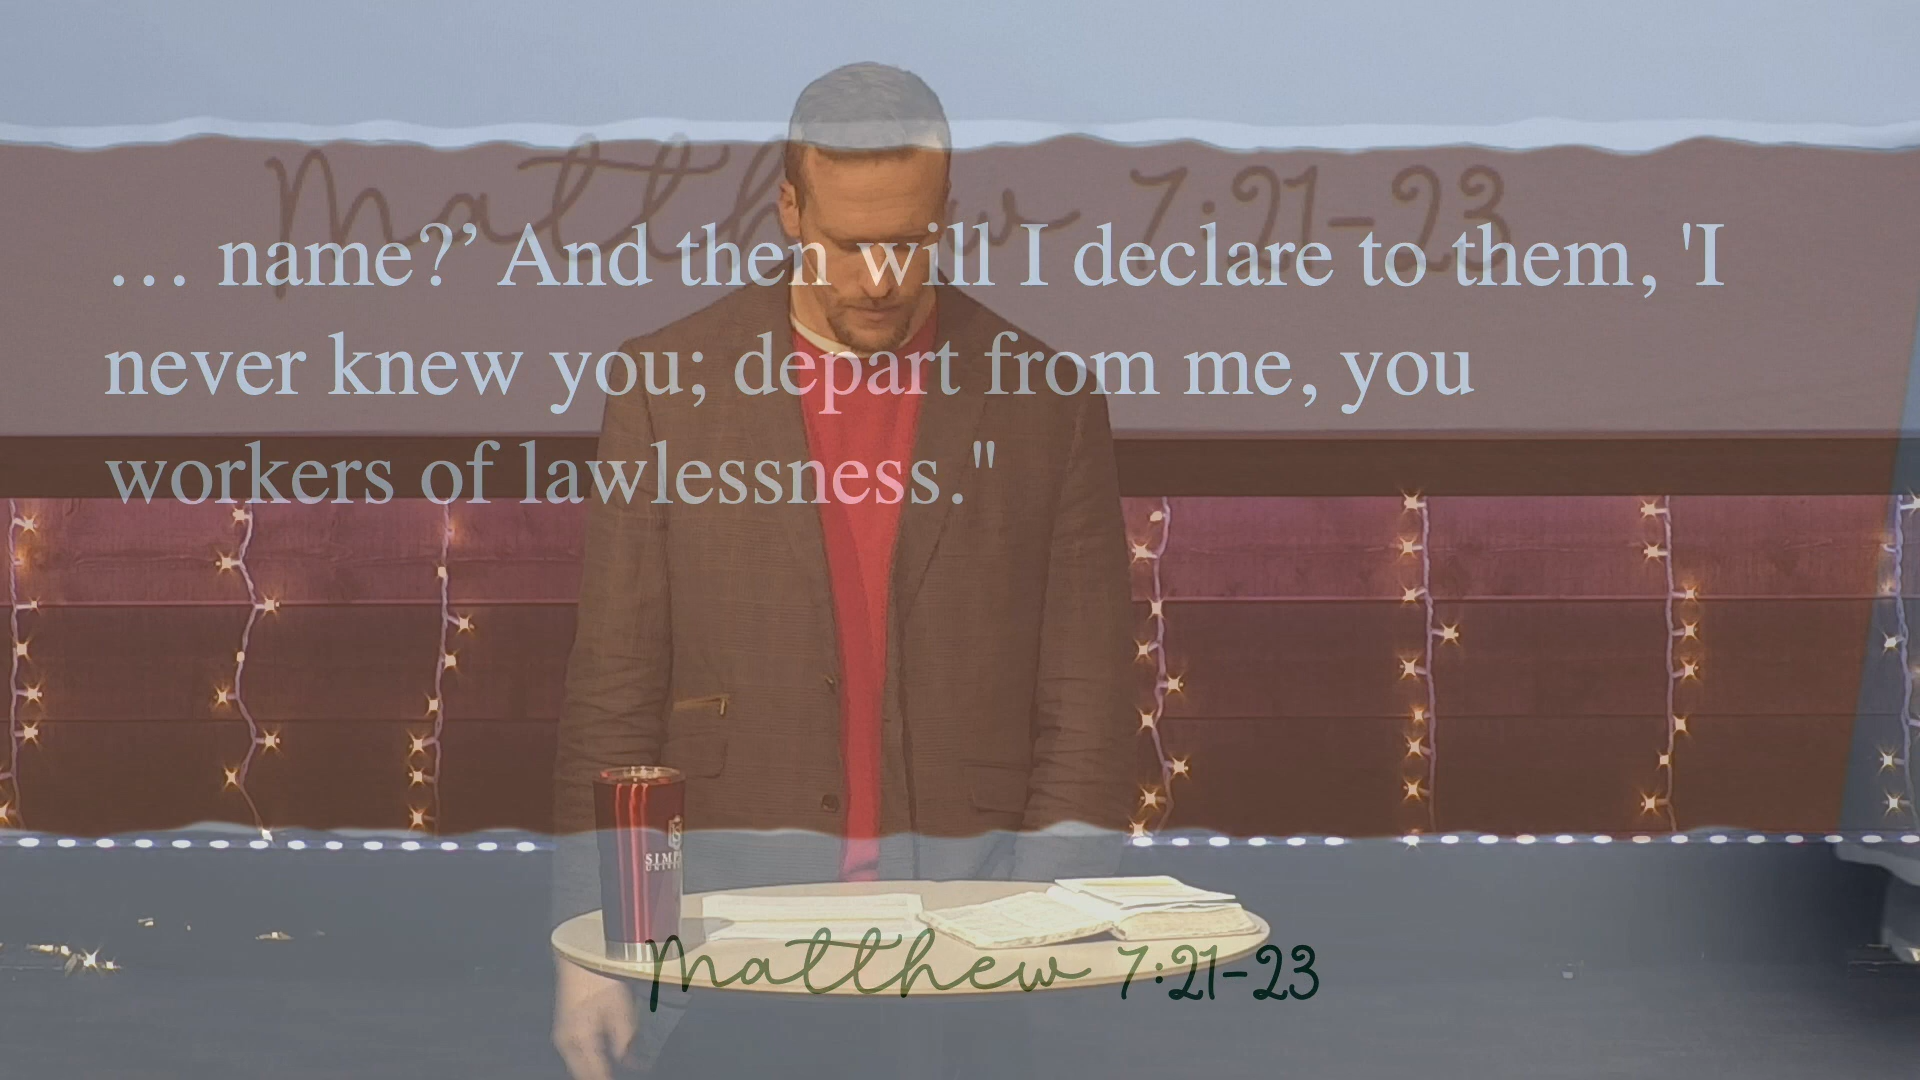 Matthew 7:21-23
… name?’ And then will I declare to them, 'I
never knew you; depart from me, you
workers of lawlessness."
Matthew 7:21-23